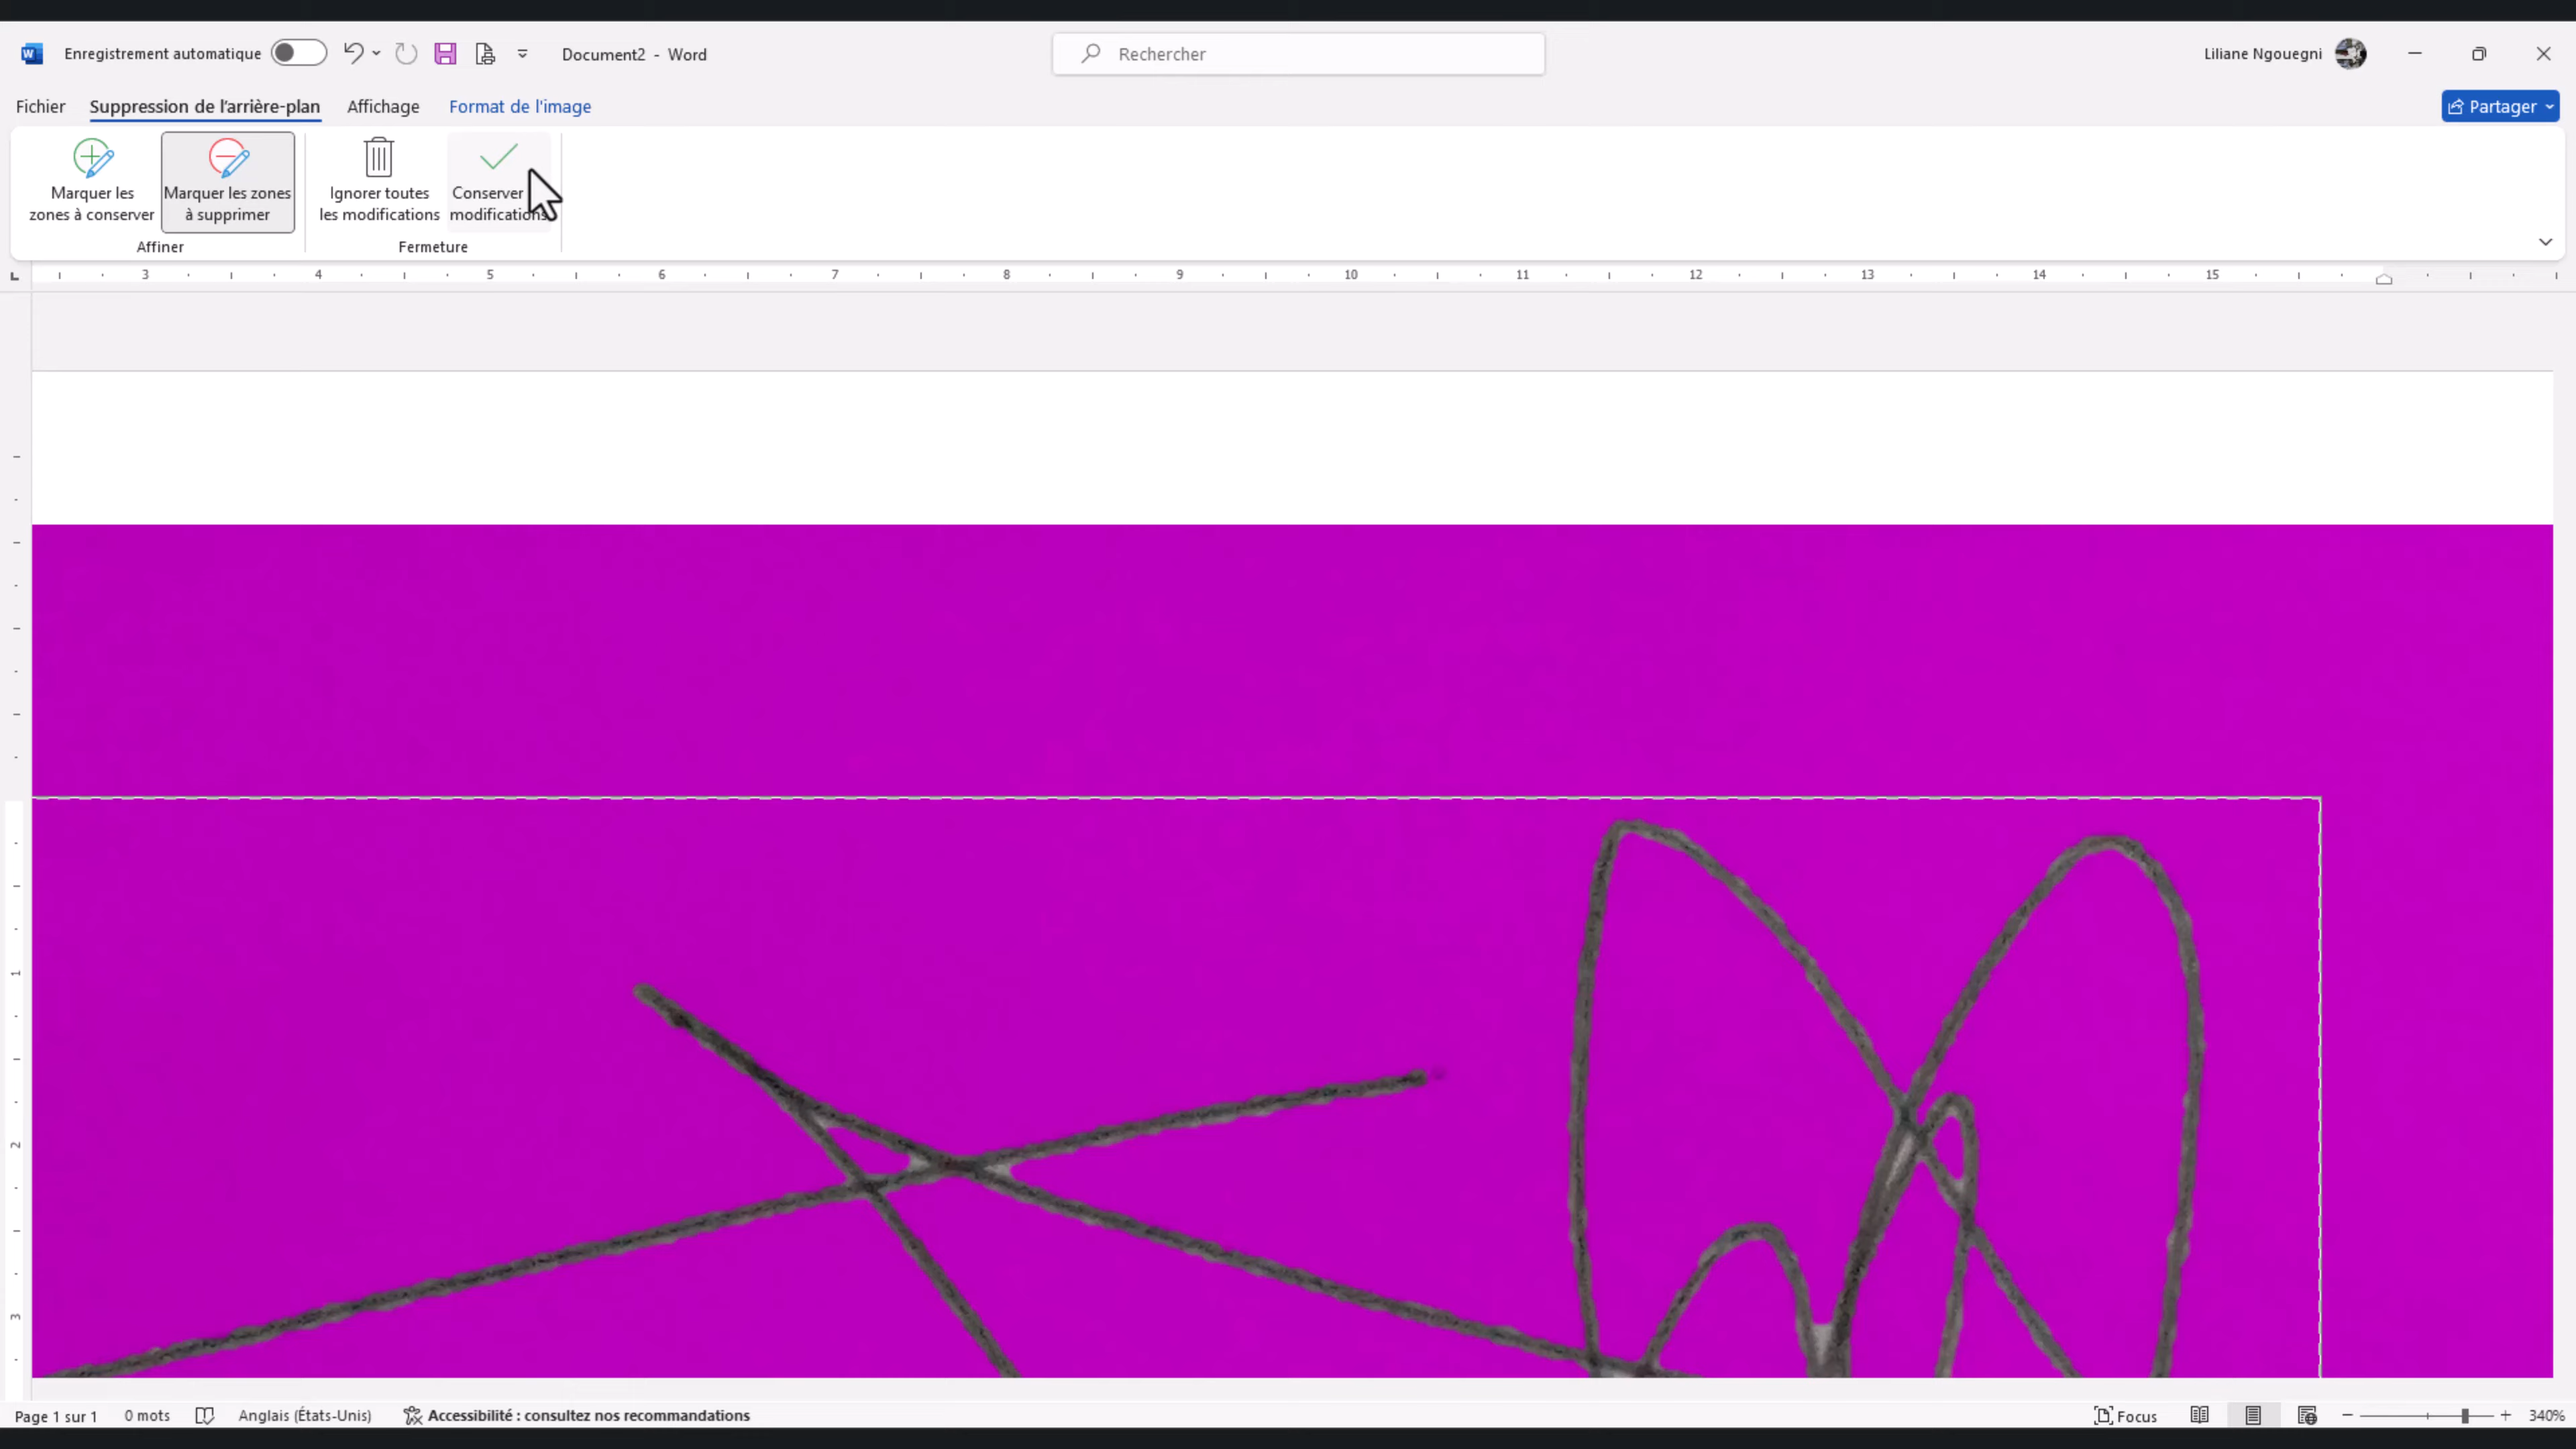 Enregistrement automatique
Document2 - Word
Rechercher
Liliane Ngouegni
Fichier
Suppression de l'arrière-plan
Affichage
Format de l'image
Partager
Marquer les
zones à conserver
Marquer les zones
à supprimer
Ignorer toutes
les modifications
Conserver
modifications
Affiner
Fermeture
3 4 5 6 7 8 9 10 11 12 13 14 15
1
2
3
Page 1 sur 1
0 mots
Anglais (États-Unis)
Accessibilité : consultez nos recommandations
Focus
340%